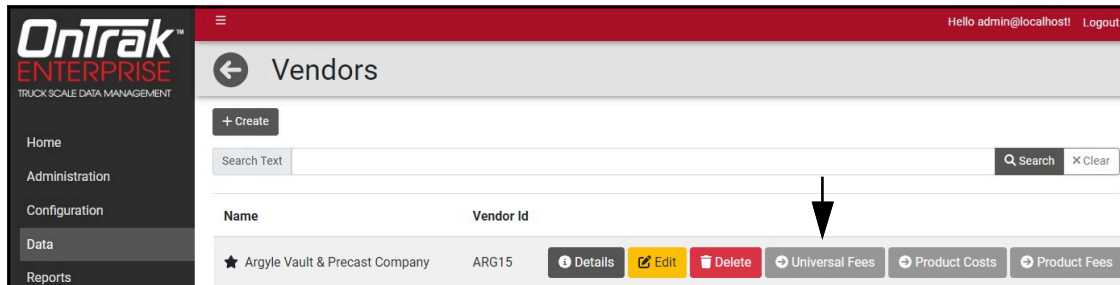 OnTrak™
ENTERPRISE
TRUCK SCALE DATA MANAGEMENT
Home
Administration
Configuration
Data
Reports
Hello admin@localhost! Logout
Vendors
+ Create
Search Text Search × Clear
Name Vendor Id
Argyle Vault & Precast Company ARG15 Details Edit Delete Universal Fees Product Costs Product Fees